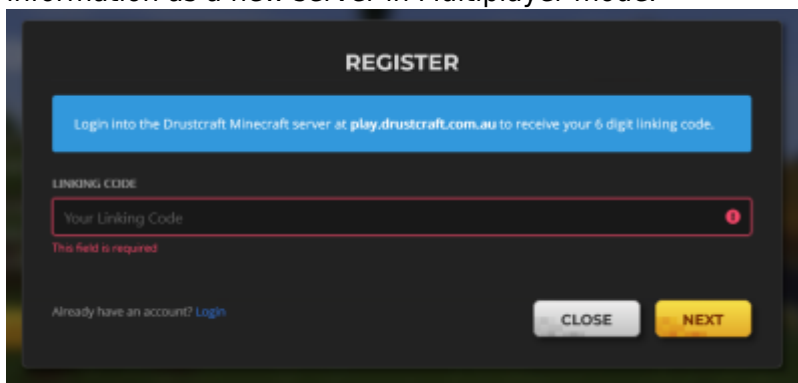 information as a new server in Multiplayer mode.
REGISTER
Login into the Drustcraft Minecraft server at play.drustcraft.com.au to receive your 6 digit linking code.
LINKING CODE
Your Linking Code
This field is required
Already have an account? Login
CLOSE
NEXT